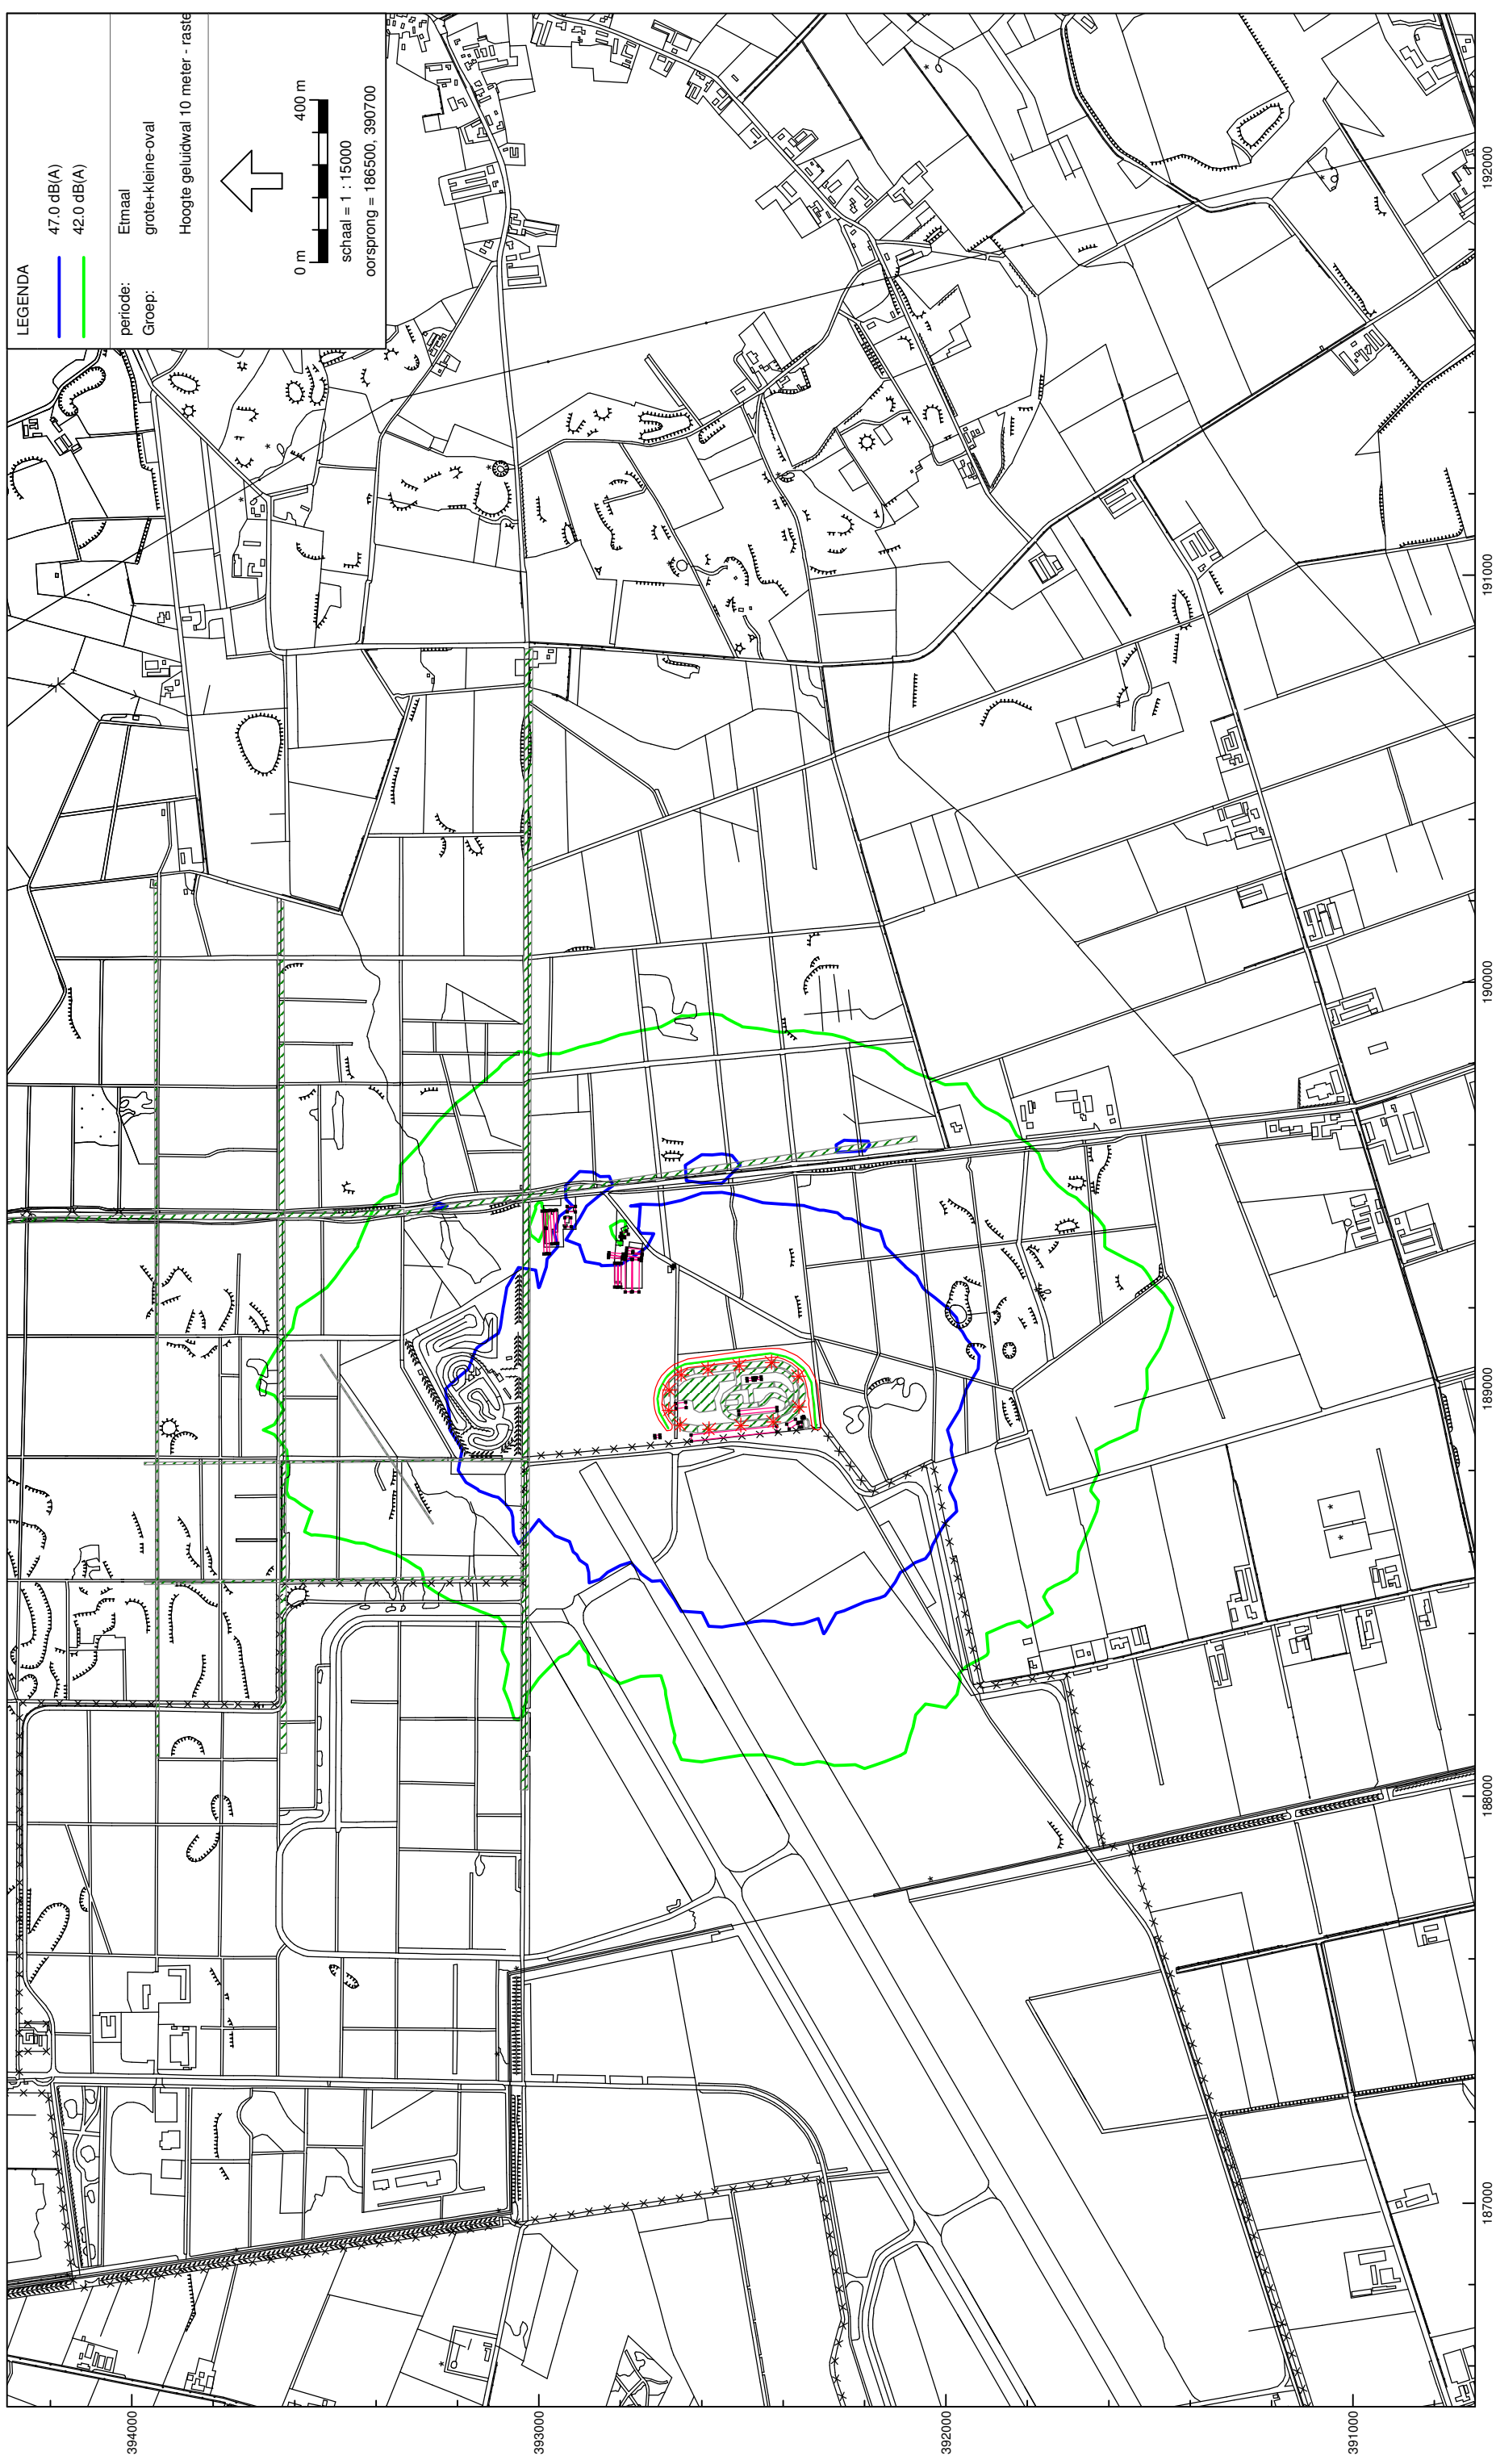 LEGENDA
47.0 dB(A)
42.0 dB(A)
periode: Etmaal
Groep: grote+kleine-oval
Hoogte geluidwal 10 meter - raste
0 m 400 m
schaal = 1 : 15000
oorsprong = 186500, 390700
394000
393000
392000
391000
187000
188000
189000
190000
191000
192000